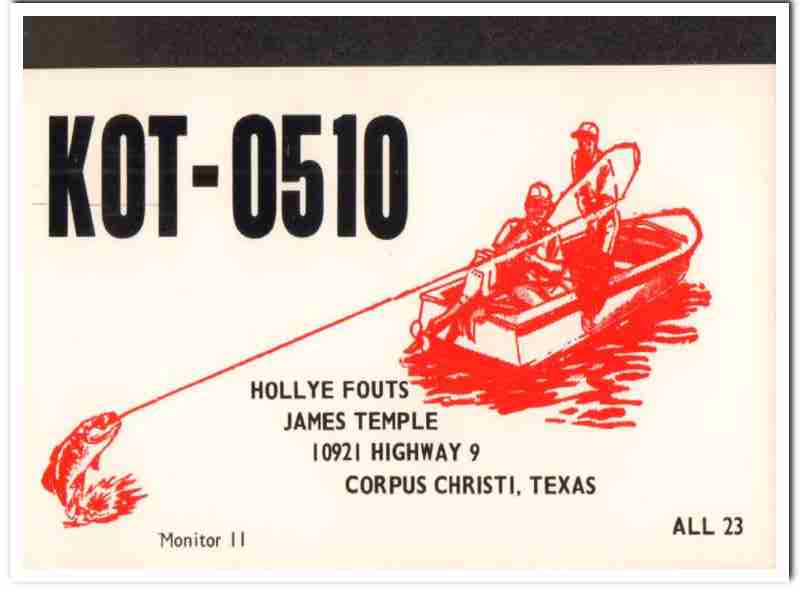 KOT-0510
HOLLYE FOUTS
JAMES TEMPLE
10921 HIGHWAY 9
CORPUS CHRISTI, TEXAS
Monitor 11
ALL 23